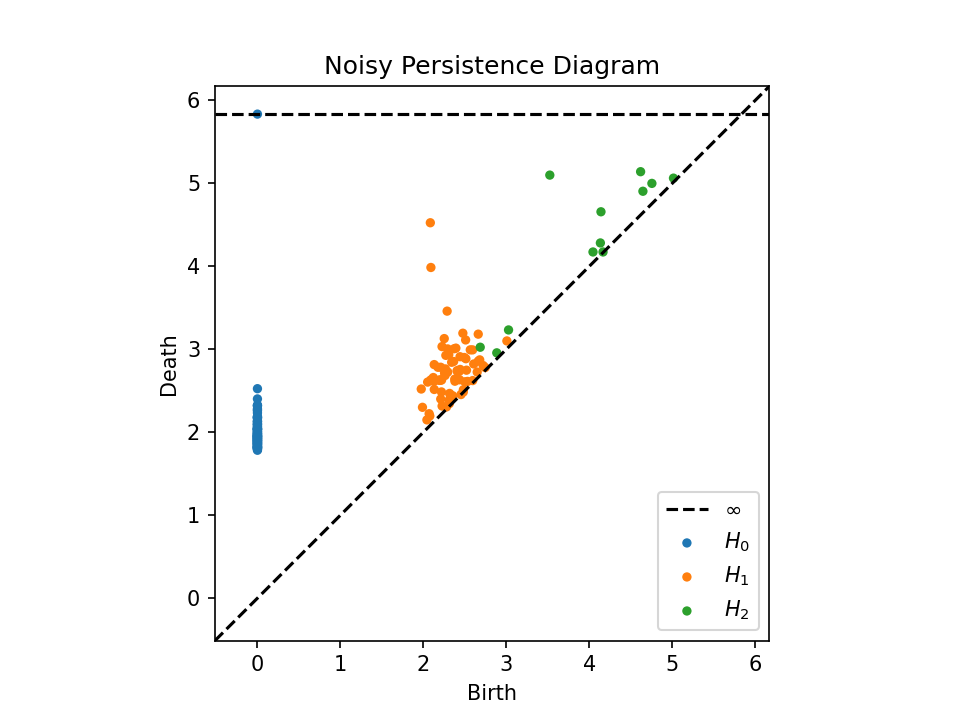 Noisy Persistence Diagram
Death
6
5
4
3
2
1
0
0 1 2 3 4 5 6
Birth
∞
H₀
H₁
H₂